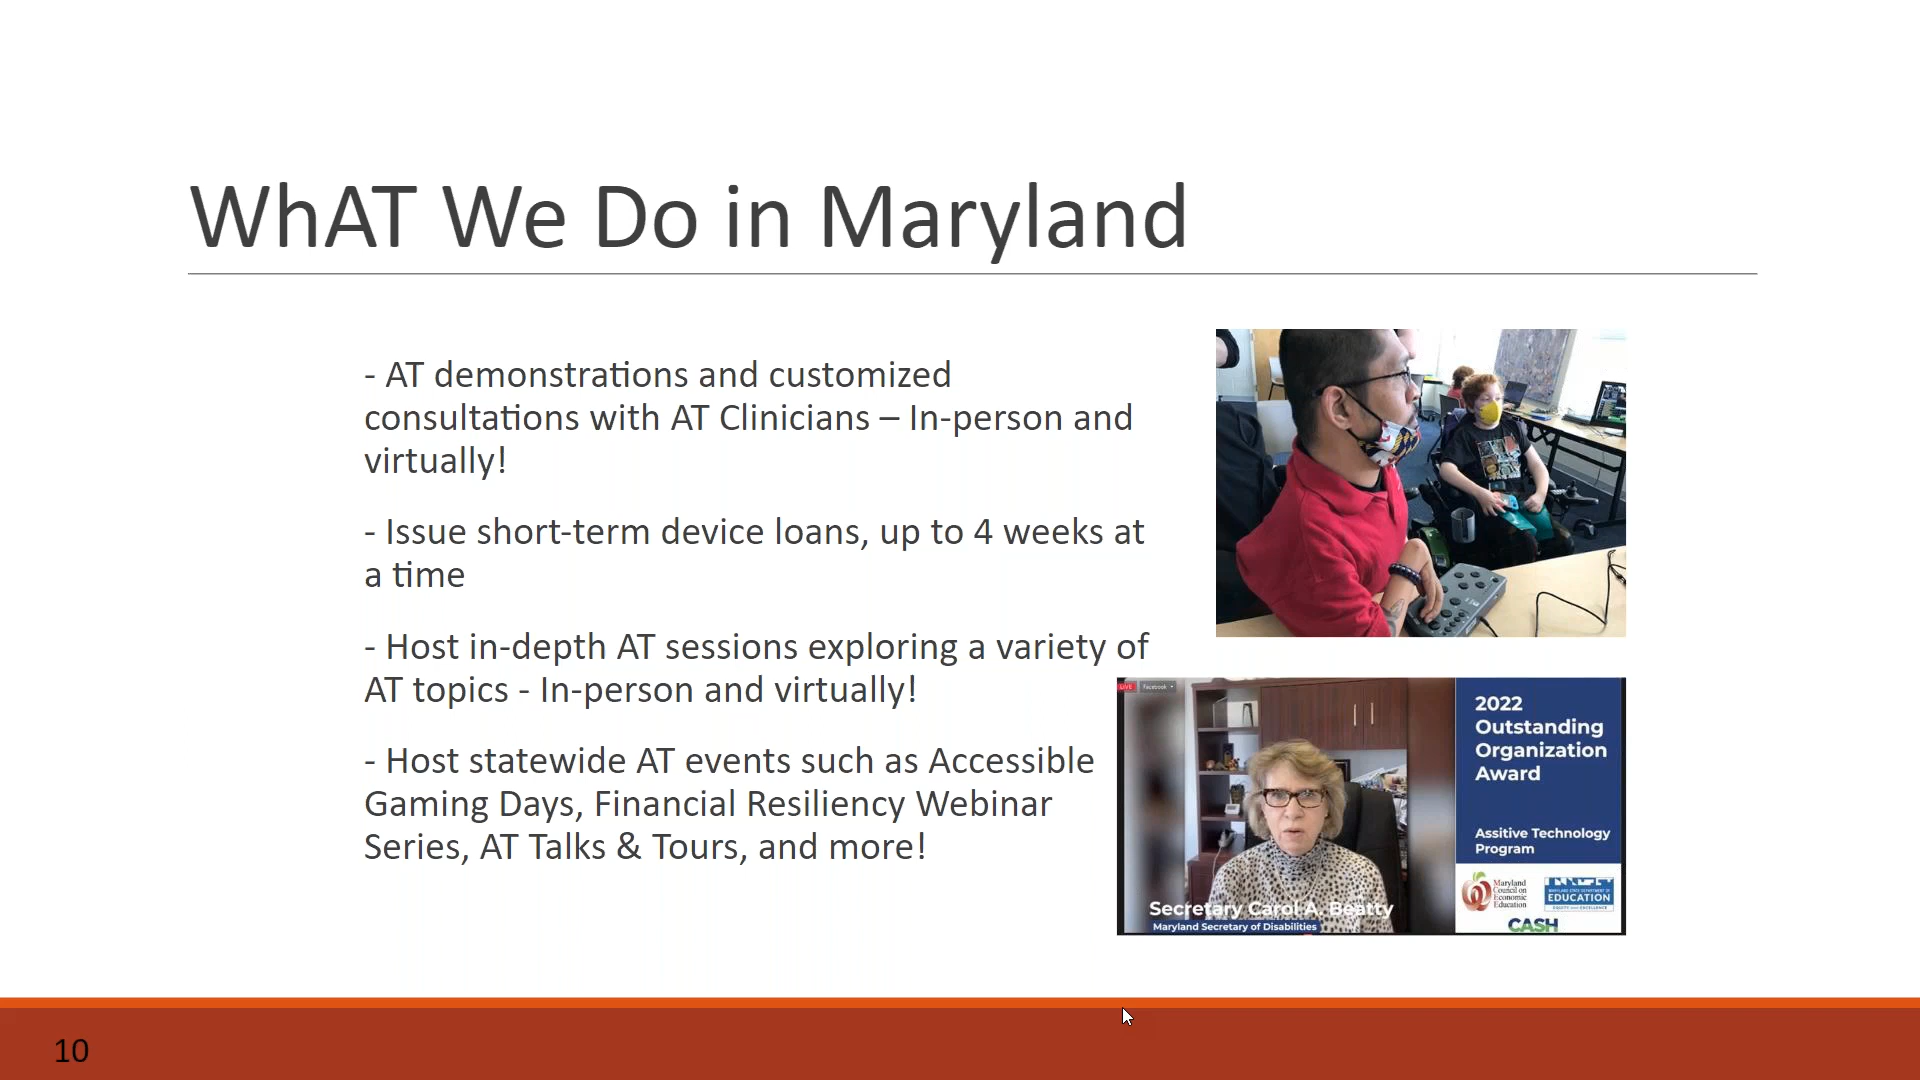 WhAT We Do in Maryland
- AT demonstrations and customized
consultations with AT Clinicians – In-person and
virtually!
- Issue short-term device loans, up to 4 weeks at
a time
- Host in-depth AT sessions exploring a variety of
AT topics - In-person and virtually!
- Host statewide AT events such as Accessible
Gaming Days, Financial Resiliency Webinar
Series, AT Talks & Tours, and more!
LIVE Facebook
2022
Outstanding
Organization
Award
Assitive Technology
Program
Maryland
Council on
Economic
Education
MARYLAND STATE DEPARTMENT OF
EDUCATION
EQUITY AND EXCELLENCE
CASH
Secretary Carol A. Beatty
Maryland Secretary of Disabilities
10